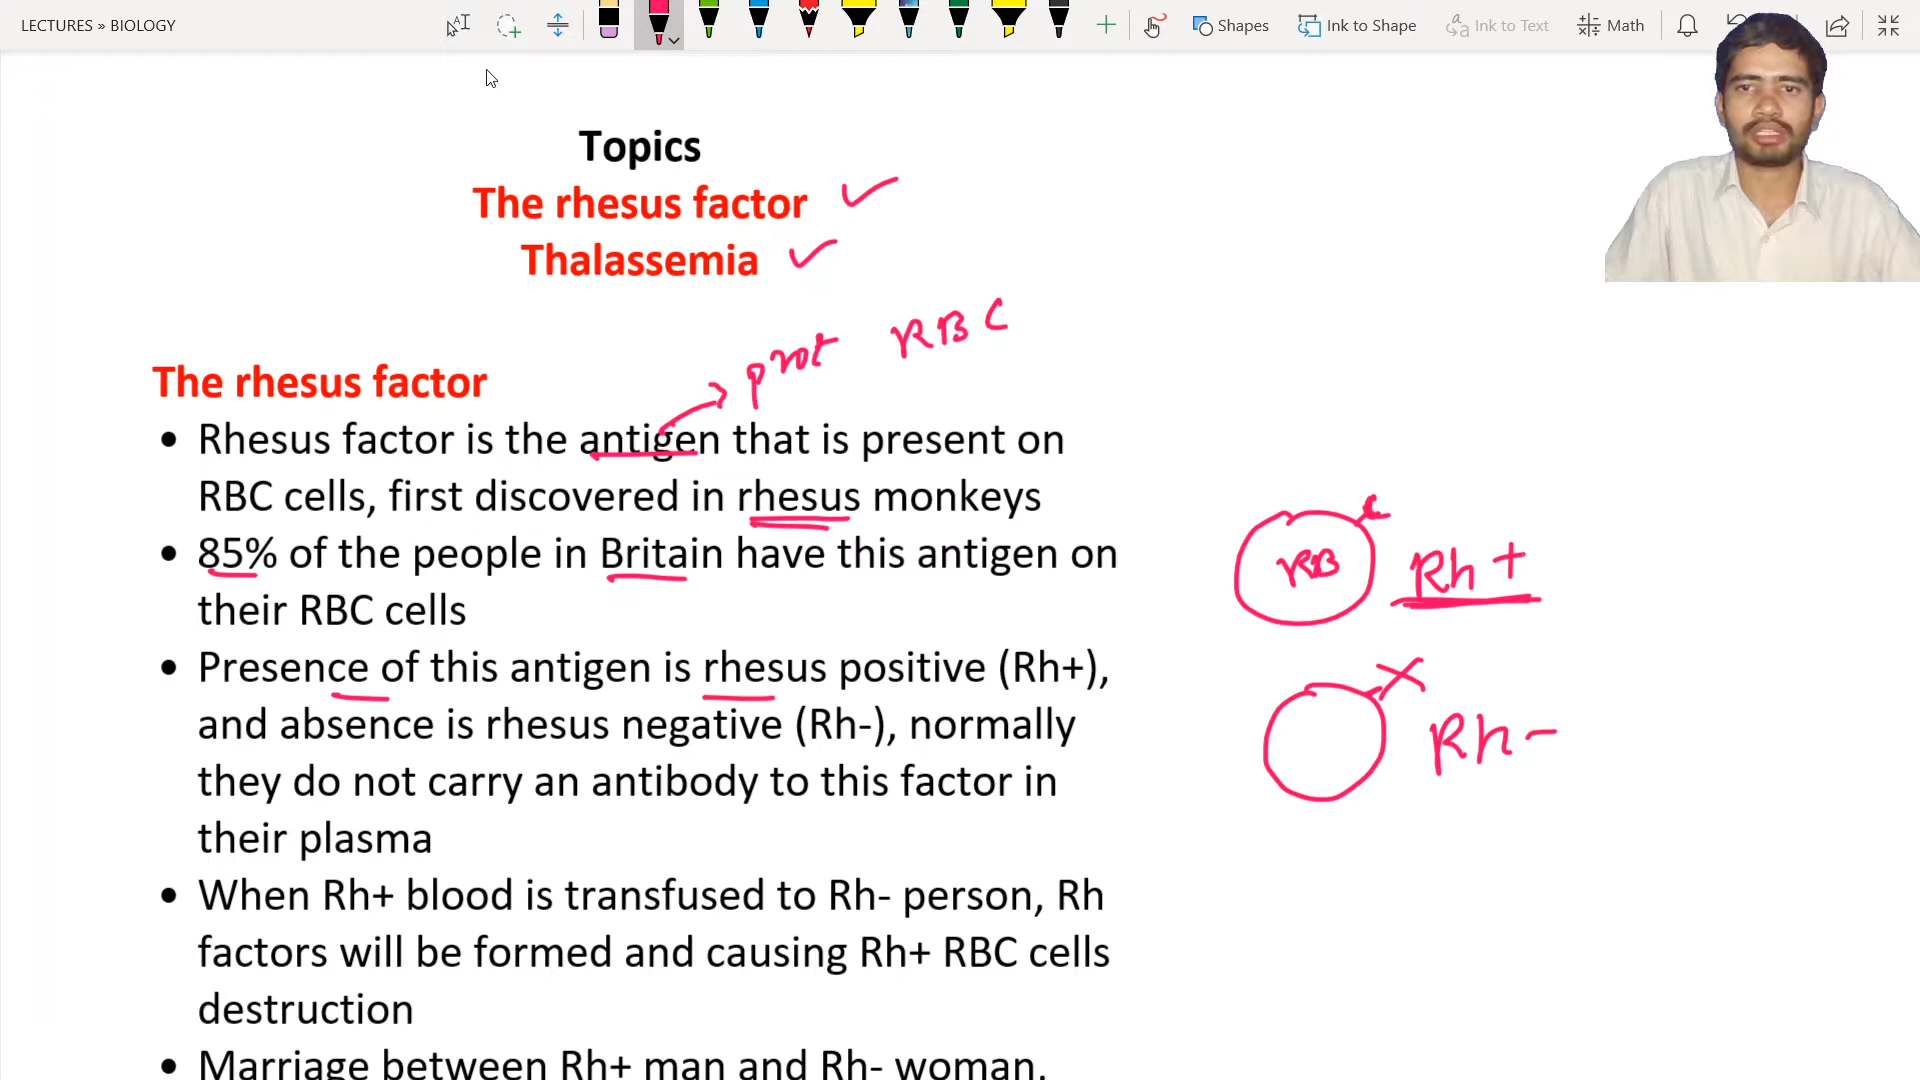 LECTURES » BIOLOGY
Shapes
Ink to Shape
Ink to Text
Math
Topics
The rhesus factor
Thalassemia
prot RBC
The rhesus factor
• Rhesus factor is the antigen that is present on
RBC cells, first discovered in rhesus monkeys
• 85% of the people in Britain have this antigen on
their RBC cells
• Presence of this antigen is rhesus positive (Rh+),
and absence is rhesus negative (Rh-), normally
they do not carry an antibody to this factor in
their plasma
• When Rh+ blood is transfused to Rh- person, Rh
factors will be formed and causing Rh+ RBC cells
destruction
• Marriage between Rh+ man and Rh- woman.
RB
Rh +
Rh -